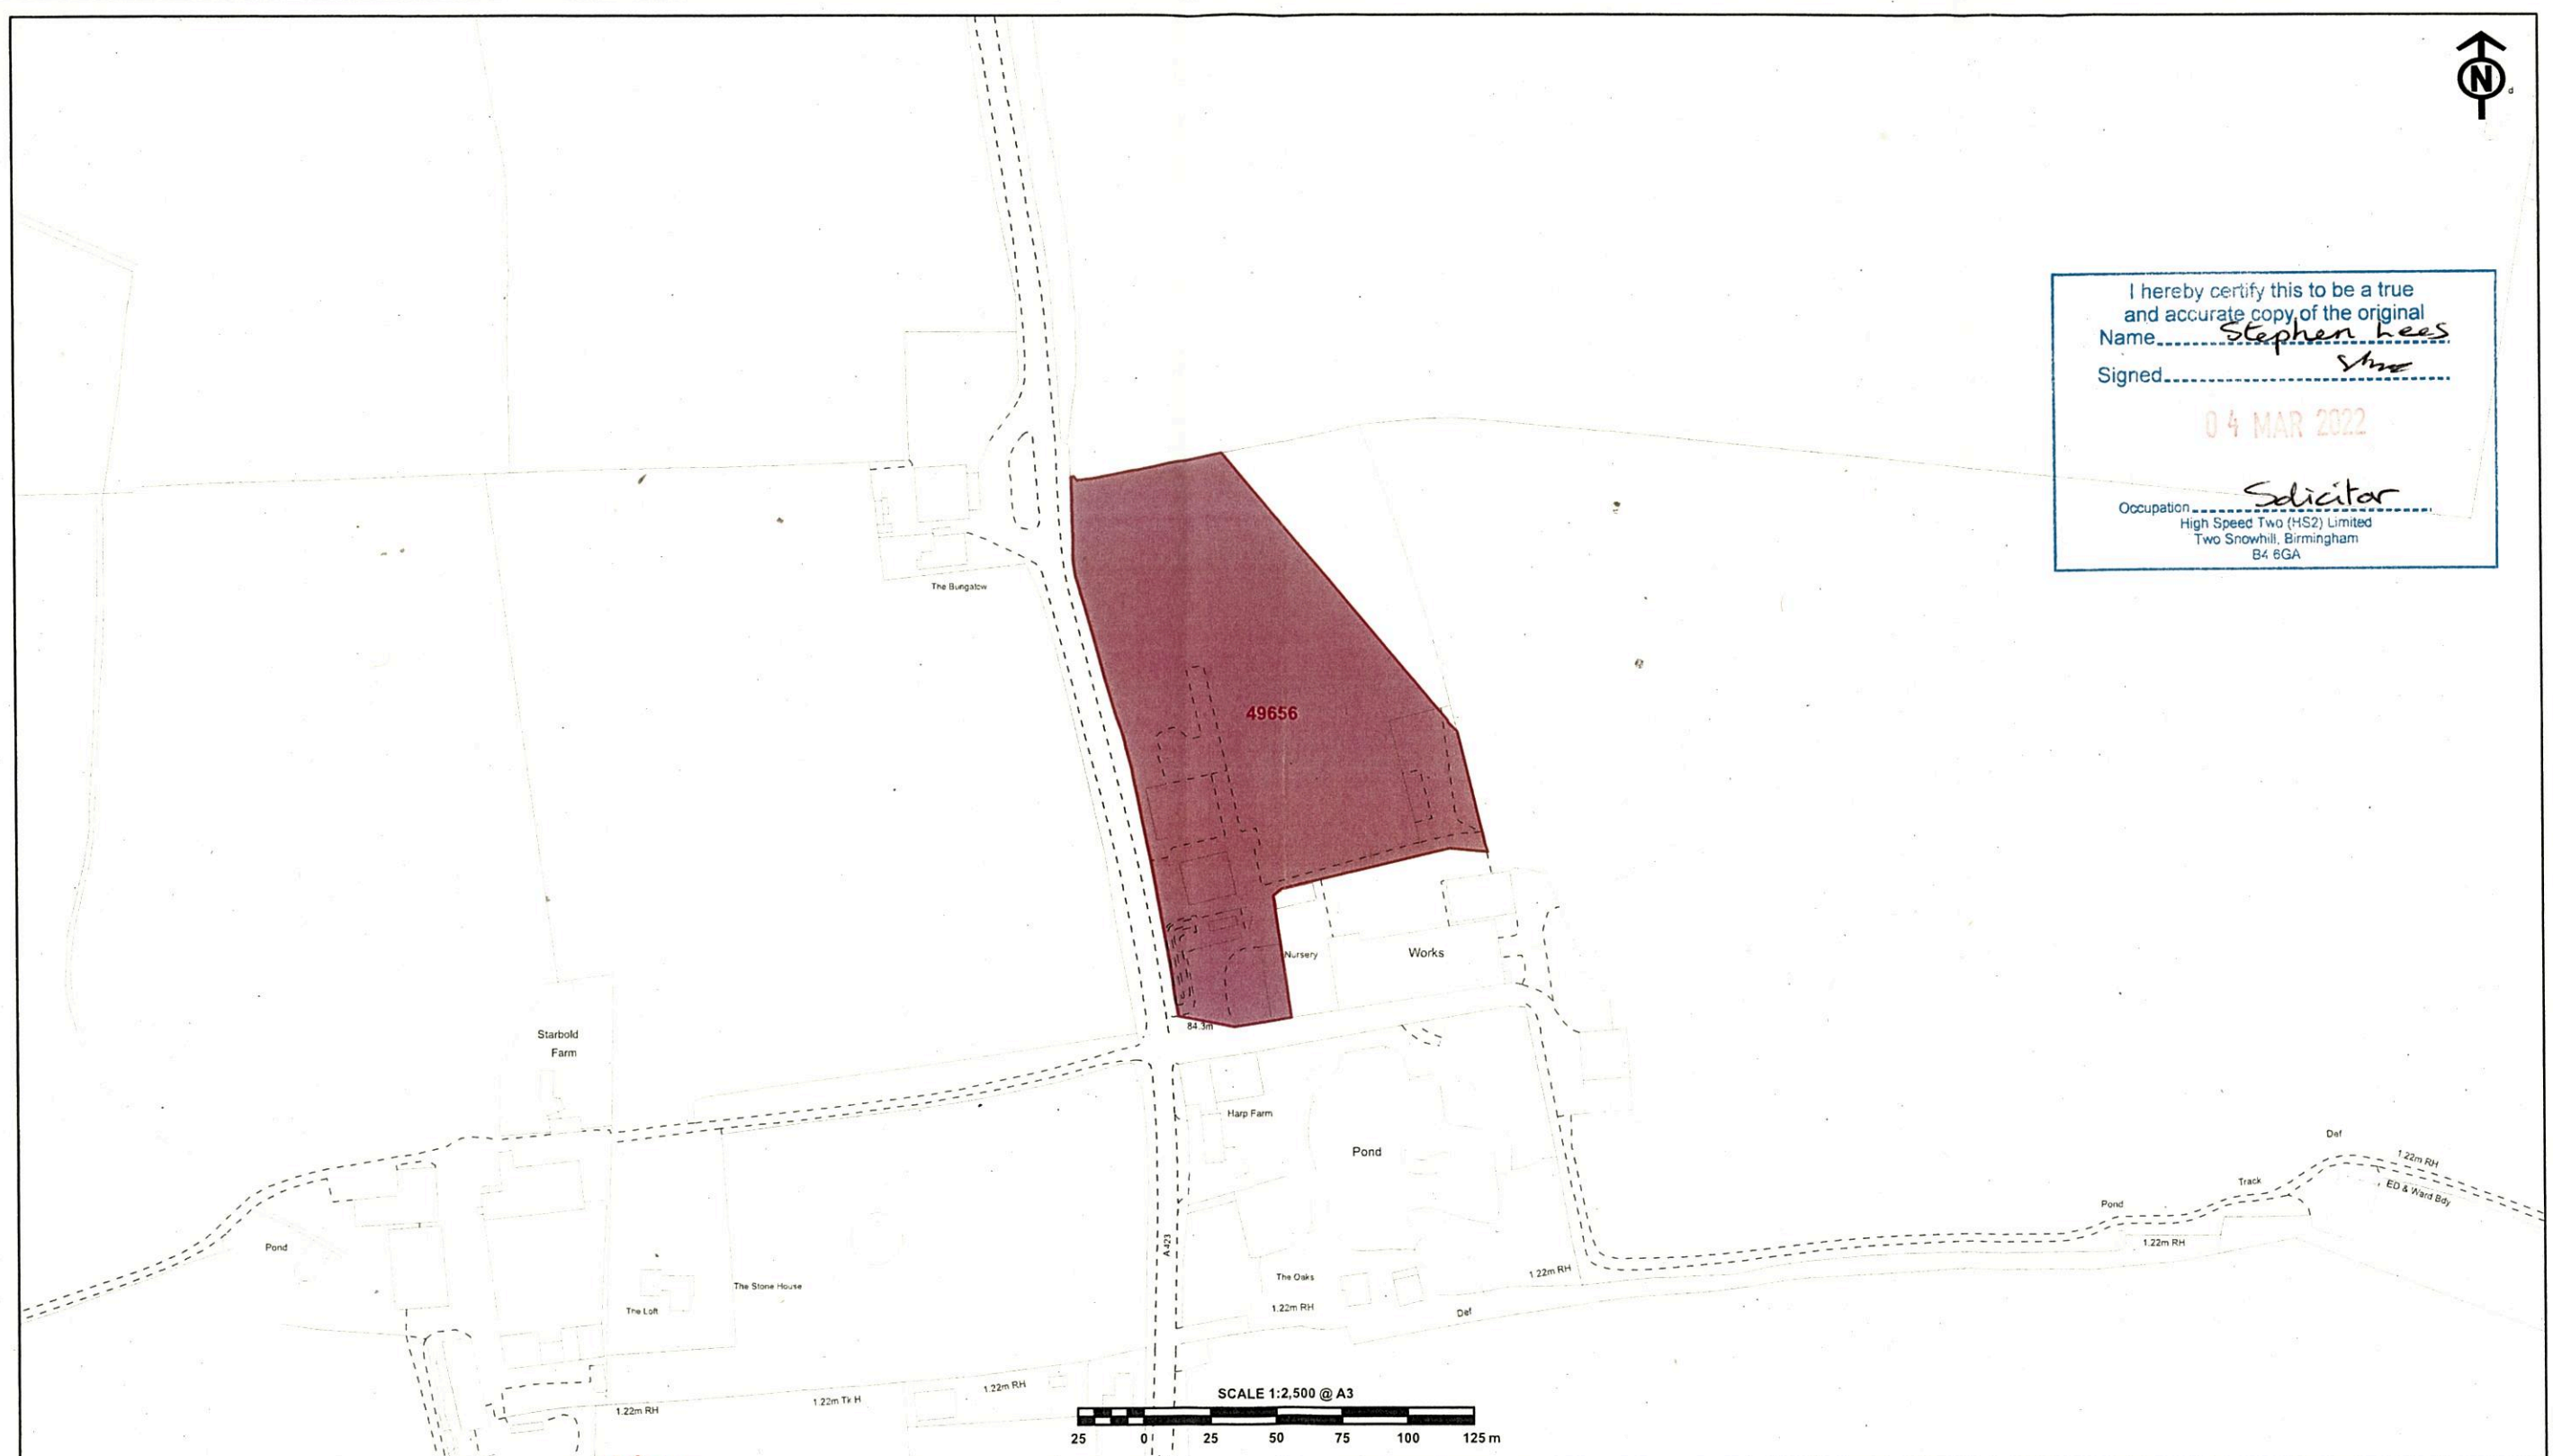 N
d
I hereby certify this to be a true
and accurate copy of the original
Name Stephen Lees
Signed
04 MAR 2022
Occupation Solicitor
High Speed Two (HS2) Limited
Two Snowhill, Birmingham
B4 6GA
The Bungalow
49656
Nursery
Works
84.3m
Starbold
Farm
Harp Farm
Pond
Def
1.22m RH
Track
ED & Ward Bdy
Pond
1.22m RH
Pond
A 423
The Stone House
The Loft
The Oaks
1.22m RH
1.22m RH
Def
1.22m RH
1.22m Tk H
1.22m RH
SCALE 1:2,500 @ A3
25 0 25 50 75 100 125 m